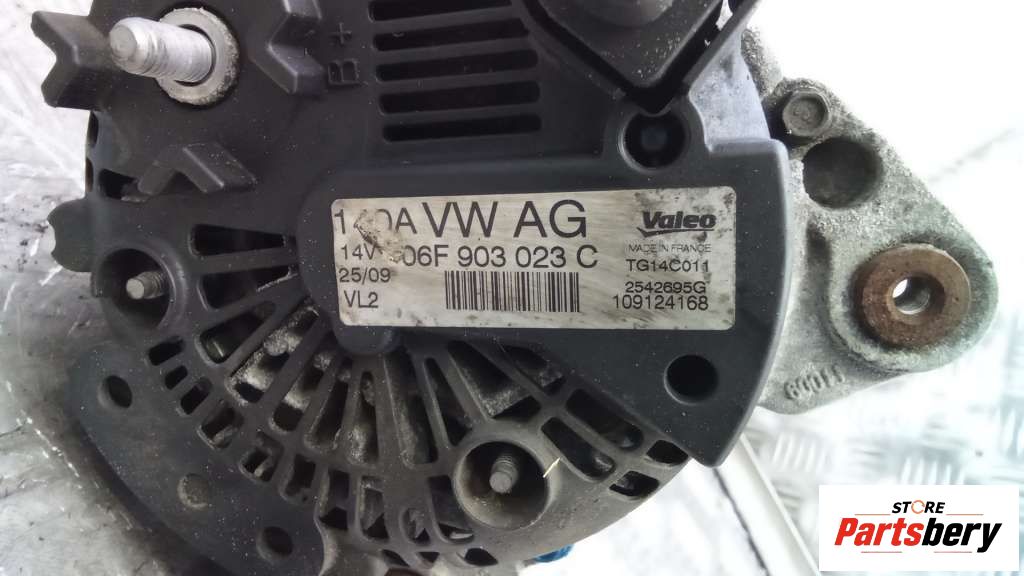 B+
VW AG
14V 06F 903 023 C
25/09
VL2
Valeo
MADE IN FRANCE
TG14C011
2542695G
109124168
STORE
Partsbery